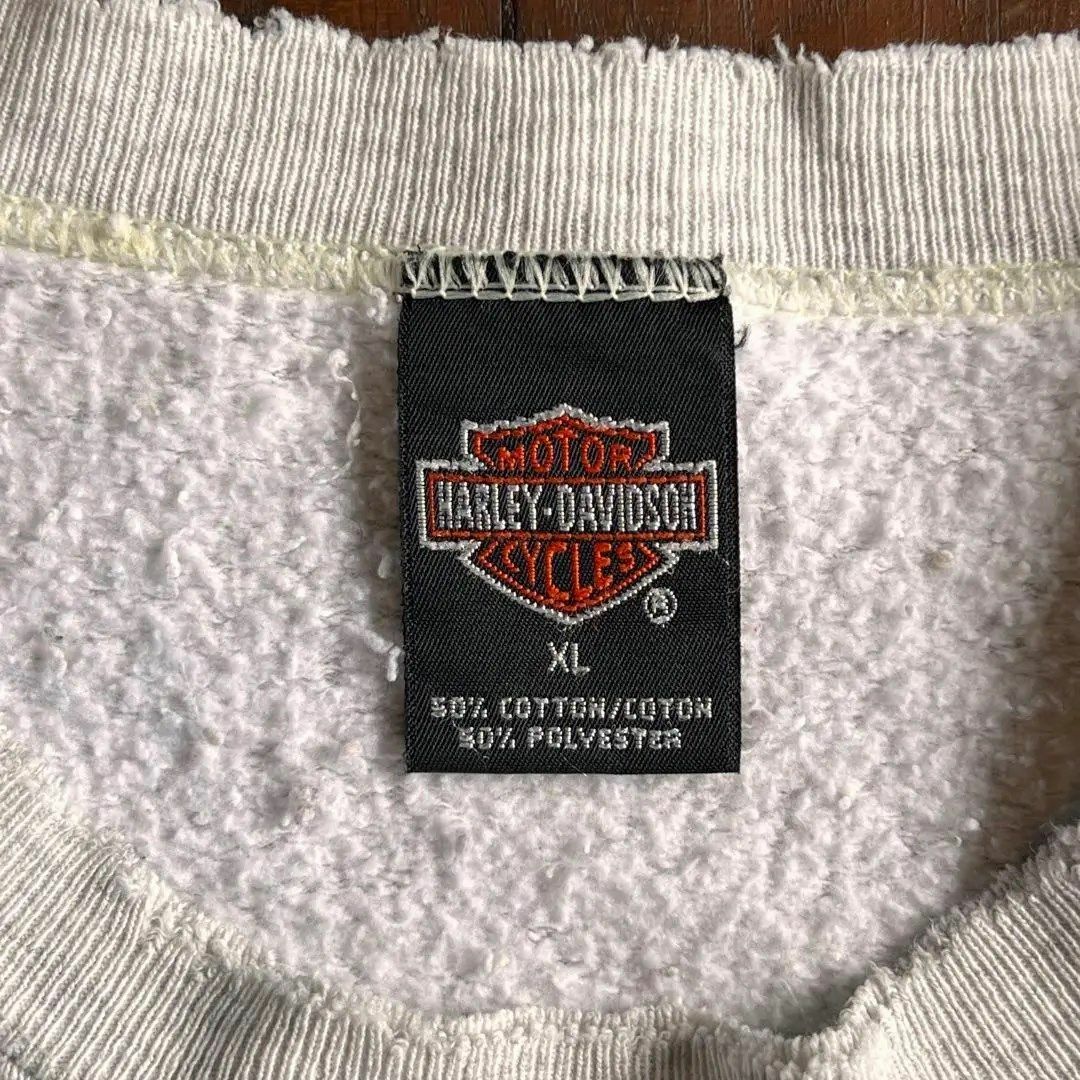 MOTOR
HARLEY-DAVIDSON
CYCLES
®
XL
50% COTTON/COTON
50% POLYESTER